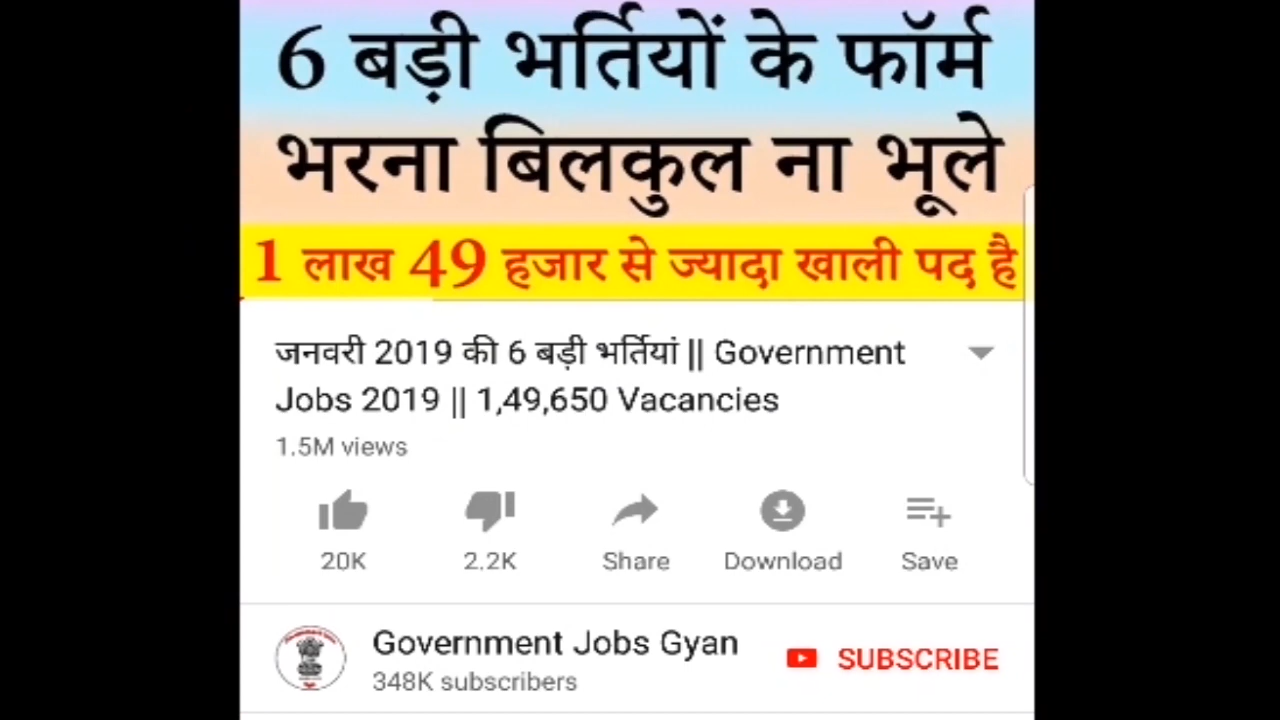 6 बड़ी भर्तियों के फॉर्म
भरना बिलकुल ना भूले
1 लाख 49 हजार से ज्यादा खाली पद है
जनवरी 2019 की 6 बड़ी भर्तियां || Government
Jobs 2019 || 1,49,650 Vacancies
1.5M views
20K 2.2K Share Download Save
Government Jobs Gyan
SUBSCRIBE
348K subscribers